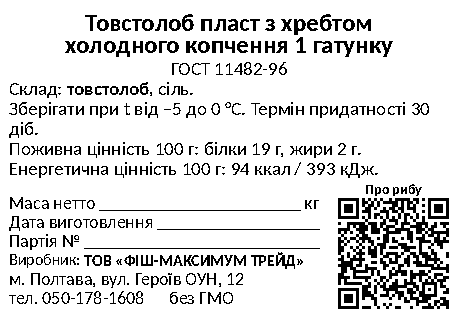 Товстолоб пласт з хребтом
холодного копчення 1 гатунку
ГОСТ 11482-96
Склад: товстолоб, сіль.
Зберігати при t від –5 до 0 °С. Термін придатності 30
діб.
Поживна цінність 100 г: білки 19 г, жири 2 г.
Енергетична цінність 100 г: 94 ккал / 393 кДж.
Про рибу
Маса нетто ______________________ кг
Дата виготовлення __________________
Партія № __________________________
Виробник: ТОВ «ФІШ-МАКСИМУМ ТРЕЙД»
м. Полтава, вул. Героїв ОУН, 12
тел. 050-178-1608 без ГМО